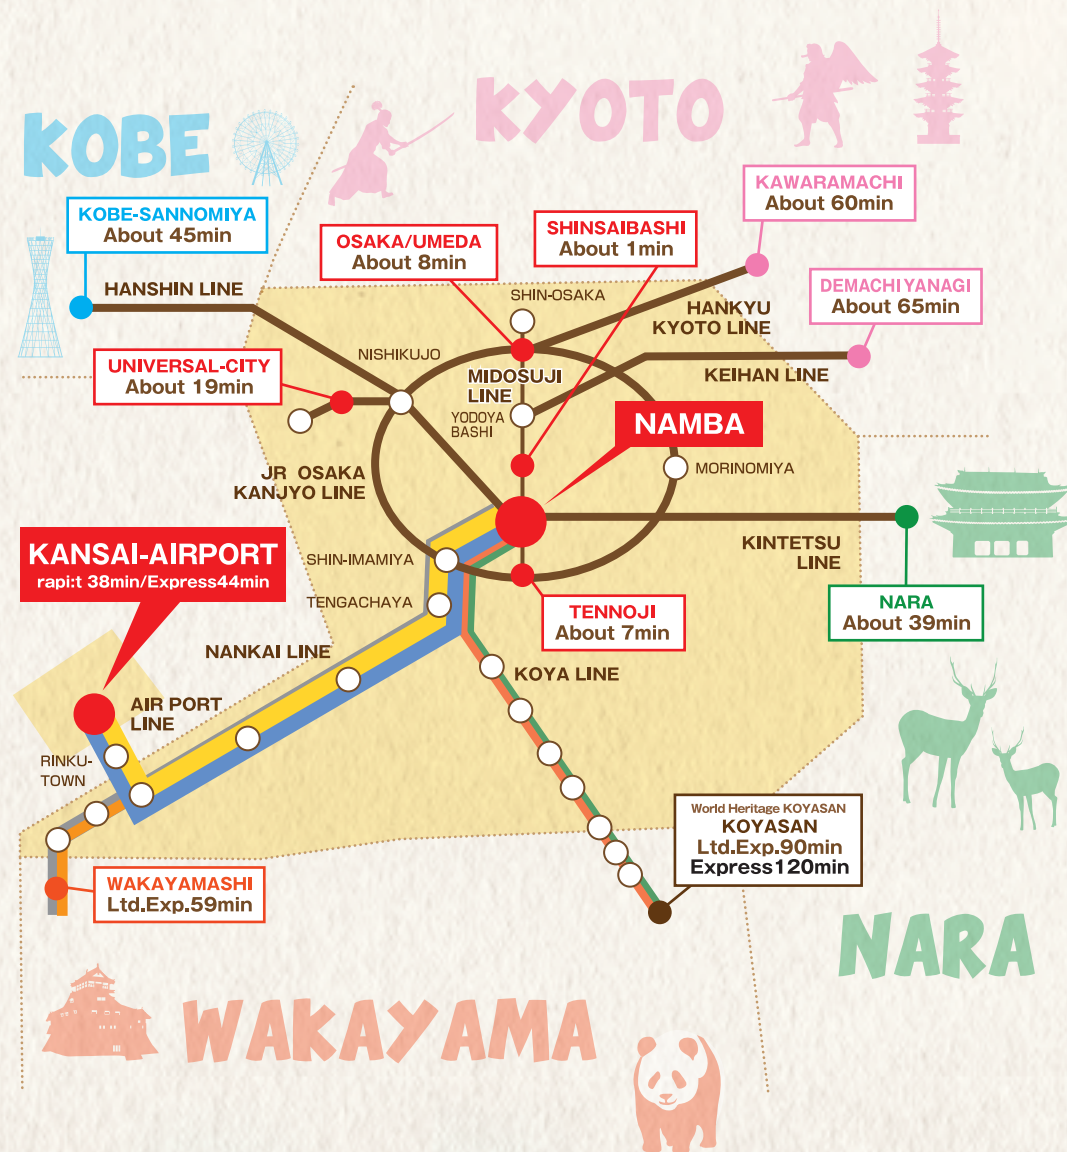 KYOTO
KOBE
KAWARAMACHI
About 60min
KOBE-SANNOMIYA
About 45min
OSAKA/UMEDA
About 8min
SHINSAIBASHI
About 1min
DEMACHI YANAGI
About 65min
HANSHIN LINE
SHIN-OSAKA
HANKYU
KYOTO LINE
UNIVERSAL-CITY
About 19min
NISHIKUJO
MIDOSUJI
LINE
KEIHAN LINE
YODOYA
BASHI
NAMBA
JR OSAKA
KANJYO LINE
MORINOMIYA
KANSAI-AIRPORT
rapi:t 38min/Express44min
SHIN-IMAMIYA
KINTETSU
LINE
TENGACHAYA
TENNOJI
About 7min
NARA
About 39min
NANKAI LINE
KOYA LINE
AIR PORT
LINE
RINKU-
TOWN
World Heritage KOYASAN
KOYASAN
Ltd.Exp.90min
Express120min
WAKAYAMASHI
Ltd.Exp.59min
NARA
WAKAYAMA